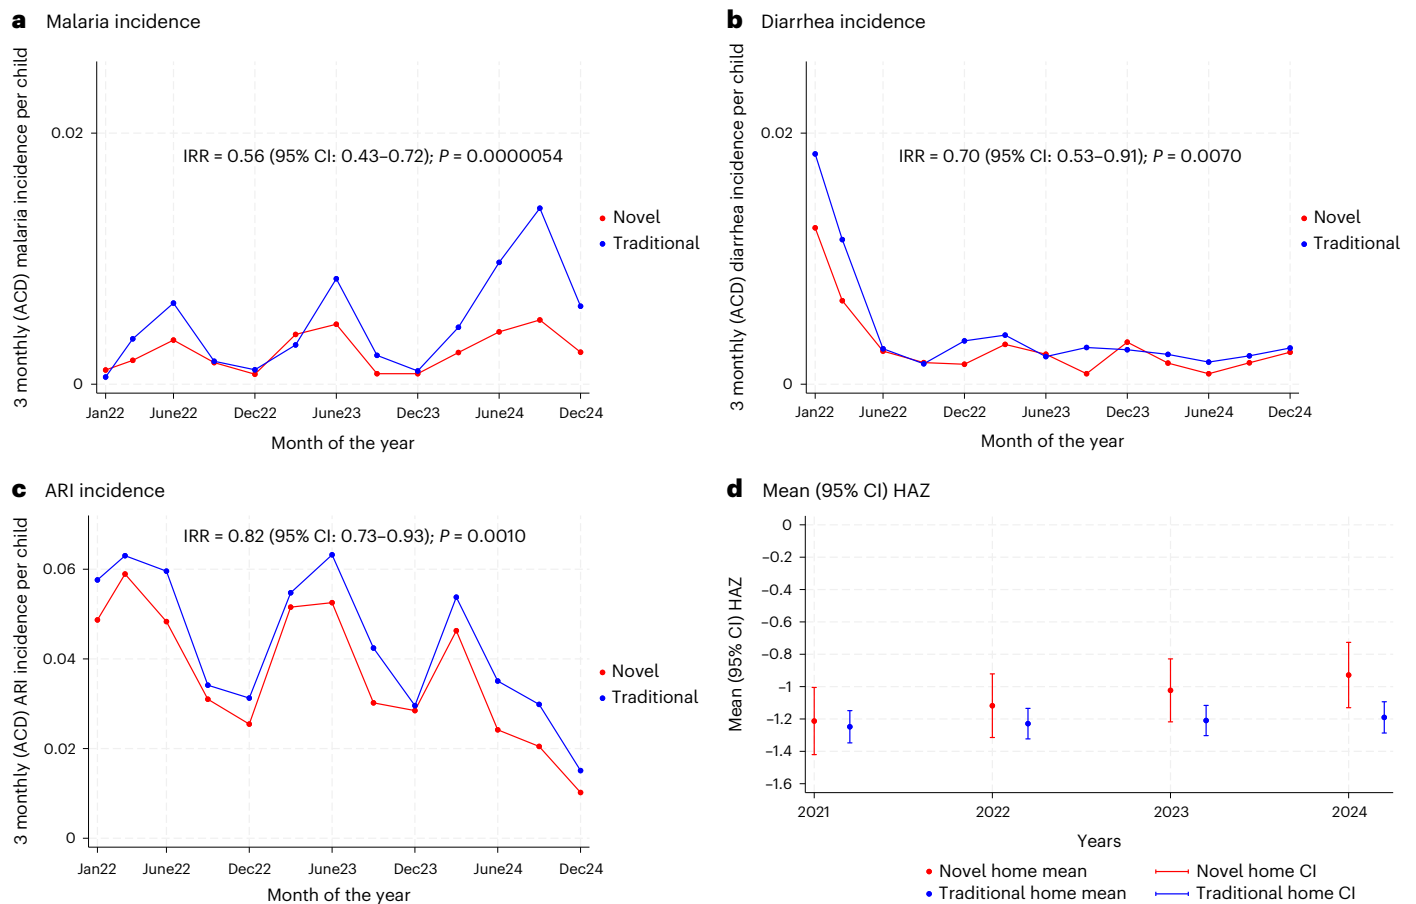 a Malaria incidence
3 monthly (ACD) malaria incidence per child
0.02
0
IRR = 0.56 (95% CI: 0.43–0.72); P = 0.0000054
Novel
Traditional
Jan22 June22 Dec22 June23 Dec23 June24 Dec24
Month of the year
b Diarrhea incidence
3 monthly (ACD) diarrhea incidence per child
0.02
0
IRR = 0.70 (95% CI: 0.53–0.91); P = 0.0070
Novel
Traditional
Jan22 June22 Dec22 June23 Dec23 June24 Dec24
Month of the year
c ARI incidence
3 monthly (ACD) ARI incidence per child
0.06
0.04
0.02
0
IRR = 0.82 (95% CI: 0.73–0.93); P = 0.0010
Novel
Traditional
Jan22 June22 Dec22 June23 Dec23 June24 Dec24
Month of the year
d Mean (95% CI) HAZ
Mean (95% CI) HAZ
0
−0.2
−0.4
−0.6
−0.8
−1
−1.2
−1.4
−1.6
2021 2022 2023 2024
Years
Novel home mean Novel home CI
Traditional home mean Traditional home CI